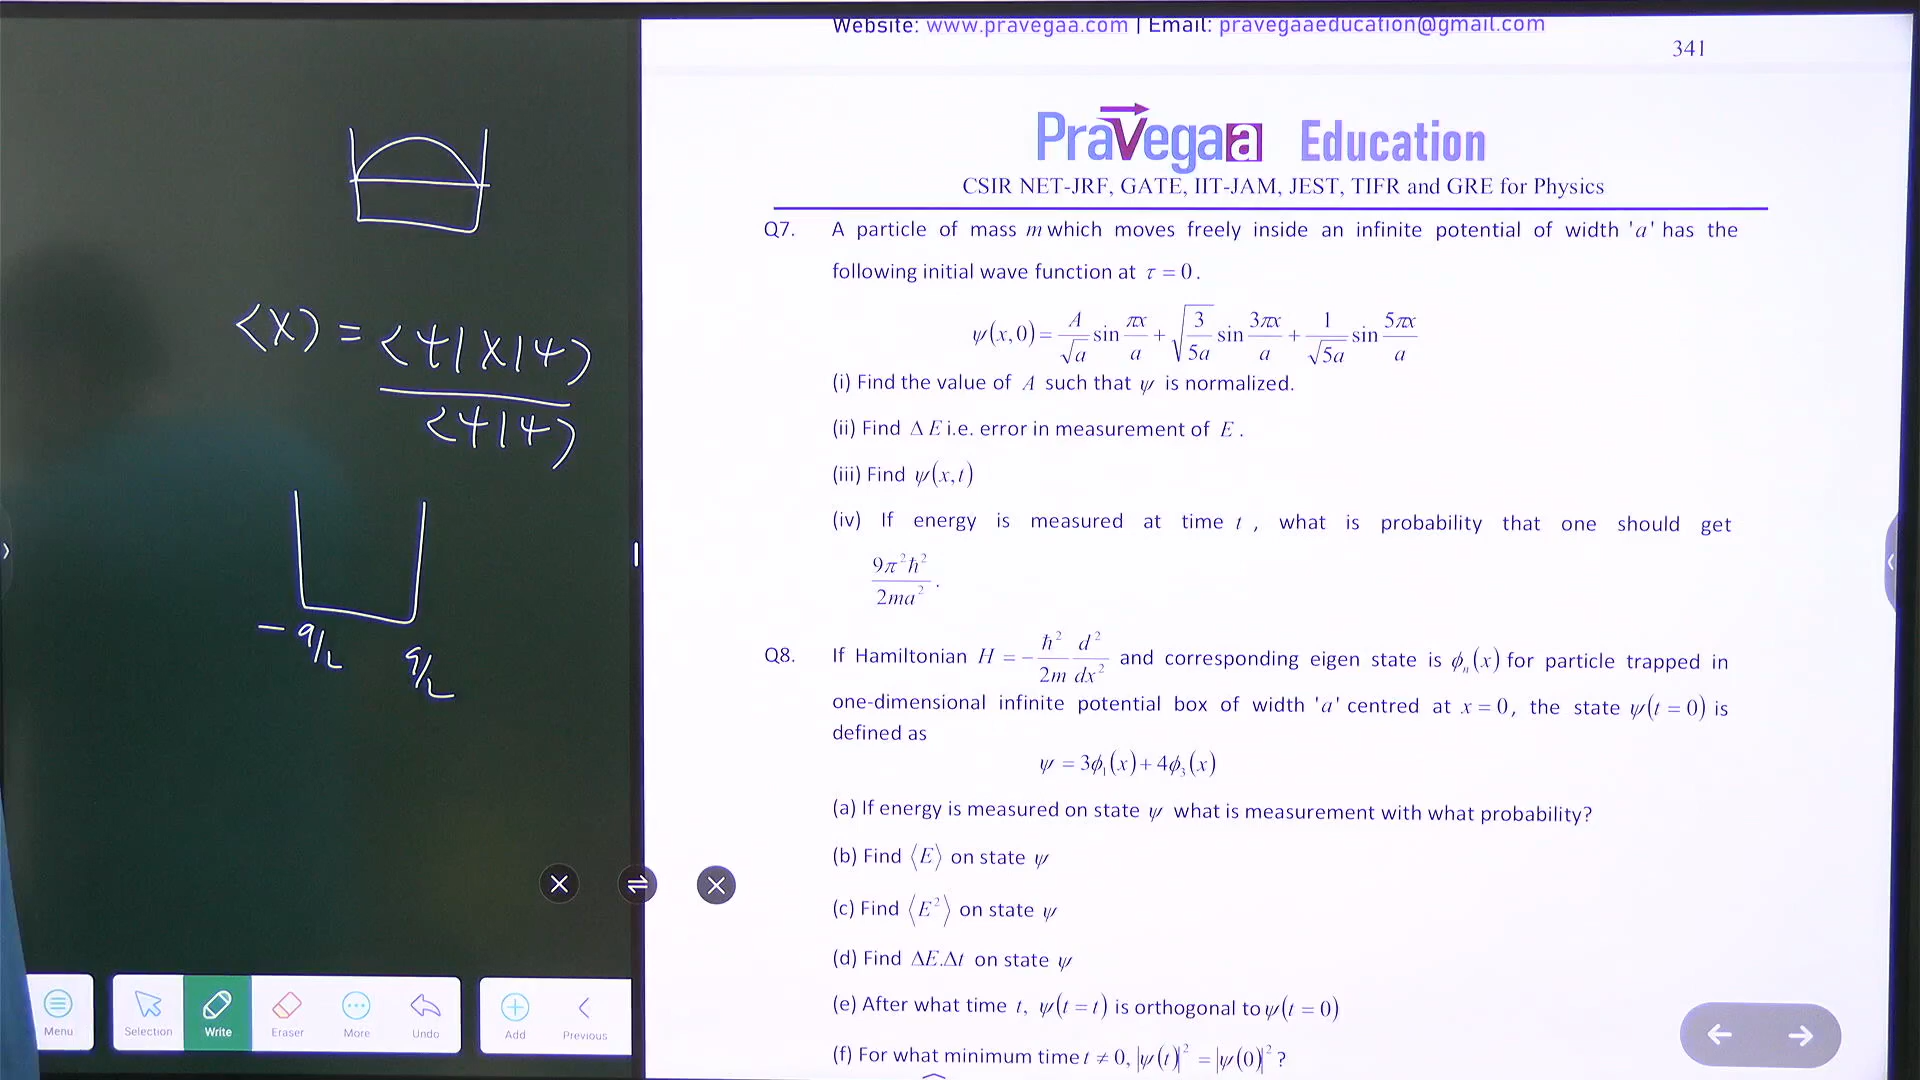 Website: www.pravegaa.com | Email: pravegaaeducation@gmail.com
341
PraVegaa Education
CSIR NET-JRF, GATE, IIT-JAM, JEST, TIFR and GRE for Physics
Q7. A particle of mass m which moves freely inside an infinite potential of width 'a' has the
following initial wave function at τ = 0.
ψ(x,0) = A/√a sin πx/a + √(3/5a) sin 3πx/a + 1/√5a sin 5πx/a
(i) Find the value of A such that ψ is normalized.
(ii) Find Δ E i.e. error in measurement of E .
(iii) Find ψ(x,t)
(iv) If energy is measured at time t , what is probability that one should get
9π²ħ²/2ma² .
Q8. If Hamiltonian H = −ħ²/2m d²/dx² and corresponding eigen state is ϕₙ(x) for particle trapped in
one-dimensional infinite potential box of width 'a' centred at x = 0, the state ψ(t = 0) is
defined as
ψ = 3ϕ₁(x) + 4ϕ₃(x)
(a) If energy is measured on state ψ what is measurement with what probability?
(b) Find ⟨E⟩ on state ψ
(c) Find ⟨E²⟩ on state ψ
(d) Find ΔE.Δt on state ψ
(e) After what time t, ψ(t = t) is orthogonal to ψ(t = 0)
(f) For what minimum time t ≠ 0, |ψ(t)|² = |ψ(0)|² ?
⟨X⟩ = ⟨ψ|X|ψ⟩
⟨ψ|ψ⟩
− a/2 a/2
Menu Selection Write Eraser More Undo Add Previous